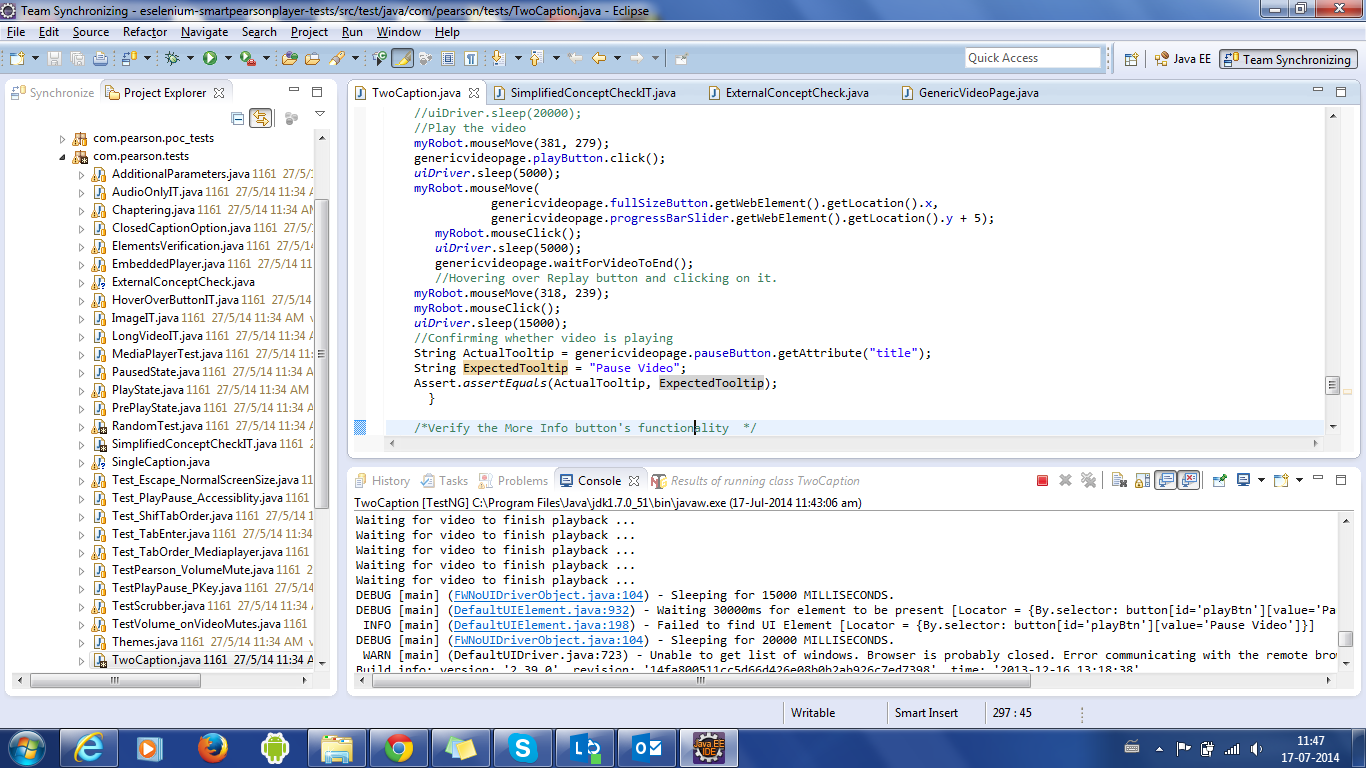 Team Synchronizing - eselenium-smartpearsonplayer-tests/src/test/java/com/pearson/tests/TwoCaption.java - Eclipse
File Edit Source Refactor Navigate Search Project Run Window Help
Quick Access
Java EE
Team Synchronizing
Synchronize
Project Explorer
com.pearson.poc_tests
com.pearson.tests
AdditionalParameters.java 1161 27/5/1
AudioOnlyIT.java 1161 27/5/14 11:34 A
Chaptering.java 1161 27/5/14 11:34 AM
ClosedCaptionOption.java 1161 27/5/
ElementsVerification.java 1161 27/5/14
EmbeddedPlayer.java 1161 27/5/14 11
ExternalConceptCheck.java
HoverOverButtonIT.java 1161 27/5/14
ImageIT.java 1161 27/5/14 11:34 AM v
LongVideoIT.java 1161 27/5/14 11:34
MediaPlayerTest.java 1161 27/5/14 11:3
PausedState.java 1161 27/5/14 11:34 A
PlayState.java 1161 27/5/14 11:34 AM
PrePlayState.java 1161 27/5/14 11:34 A
RandomTest.java 1161 27/5/14 11:34 A
SimplifiedConceptCheckIT.java 1161 2
SingleCaption.java
Test_Escape_NormalScreenSize.java 11
Test_PlayPause_Accessiblity.java 1161
Test_ShifTabOrder.java 1161 27/5/14 1
Test_TabEnter.java 1161 27/5/14 11:34
Test_TabOrder_Mediaplayer.java 1161
TestPearson_VolumeMute.java 1161 27
TestPlayPause_PKey.java 1161 27/5/14
TestScrubber.java 1161 27/5/14 11:34 A
TestVolume_onVideoMutes.java 1161
Themes.java 1161 27/5/14 11:34 AM v
TwoCaption.java 1161 27/5/14 11:34 A
TwoCaption.java
SimplifiedConceptCheckIT.java
ExternalConceptCheck.java
GenericVideoPage.java
//uiDriver.sleep(20000);
//Play the video
myRobot.mouseMove(381, 279);
genericvideopage.playButton.click();
uiDriver.sleep(5000);
myRobot.mouseMove(
genericvideopage.fullSizeButton.getWebElement().getLocation().x,
genericvideopage.progressBarSlider.getWebElement().getLocation().y + 5);
myRobot.mouseClick();
uiDriver.sleep(5000);
genericvideopage.waitForVideoToEnd();
//Hovering over Replay button and clicking on it.
myRobot.mouseMove(318, 239);
myRobot.mouseClick();
uiDriver.sleep(15000);
//Confirming whether video is playing
String ActualTooltip = genericvideopage.pauseButton.getAttribute("title");
String ExpectedTooltip = "Pause Video";
Assert.assertEquals(ActualTooltip, ExpectedTooltip);
}
/*Verify the More Info button's functionality */
History
Tasks
Problems
Console
Results of running class TwoCaption
TwoCaption [TestNG] C:\Program Files\Java\jdk1.7.0_51\bin\javaw.exe (17-Jul-2014 11:43:06 am)
Waiting for video to finish playback ...
Waiting for video to finish playback ...
Waiting for video to finish playback ...
Waiting for video to finish playback ...
Waiting for video to finish playback ...
DEBUG [main] (FWNoUIDriverObject.java:104) - Sleeping for 15000 MILLISECONDS.
DEBUG [main] (DefaultUIElement.java:932) - Waiting 30000ms for element to be present [Locator = {By.selector: button[id='playBtn'][value='Pa
INFO [main] (DefaultUIElement.java:198) - Failed to find UI Element [Locator = {By.selector: button[id='playBtn'][value='Pause Video']}]
DEBUG [main] (FWNoUIDriverObject.java:104) - Sleeping for 20000 MILLISECONDS.
WARN [main] (DefaultUIDriver.java:723) - Unable to get list of windows. Browser is probably closed. Error communicating with the remote brow
Build info: version: '2.39.0', revision: '14fa800511cc5d66d426e08b0b2ab926c7ed7398', time: '2013-12-16 13:18:38'
Writable
Smart Insert
297 : 45
Java EE
IDE
11:47
17-07-2014